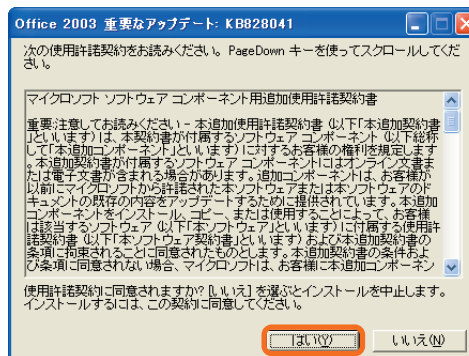 Office 2003 重要なアップデート: KB828041
次の使用許諾契約をお読みください。PageDown キーを使ってスクロールしてくだ
さい。
マイクロソフト ソフトウェア コンポーネント用追加使用許諾契約書
重要:注意してお読みください - 本追加使用許諾契約書 (以下「本追加契約書
」といいます) は、本契約書が付属するソフトウェア コンポーネント (以下総称
して「本追加コンポーネント」といいます) に対するお客様の権利を規定します
。本追加契約書が付属するソフトウェア コンポーネントにはオンライン文書ま
たは電子文書が含まれる場合があります。追加コンポーネントは、お客様が
以前にマイクロソフトから許諾された本ソフトウェアまたは本ソフトウェアのド
キュメントの既存の内容をアップデートするために提供されています。本追加
コンポーネントをインストール、コピー、または使用することによって、お客様
は該当するソフトウェア (以下「本ソフトウェア」といいます) に付属する使用許
諾契約書 (以下「本ソフトウェア契約書」といいます) および本追加契約書の
条項に拘束されることに同意されたものとします。本追加契約書の条件およ
び条項に同意されない場合、マイクロソフトは、お客様に本追加コンポーネン
使用許諾契約に同意されますか? [いいえ] を選ぶとインストールを中止します。
インストールするには、この契約に同意してください。
はい(Y)
いいえ(N)